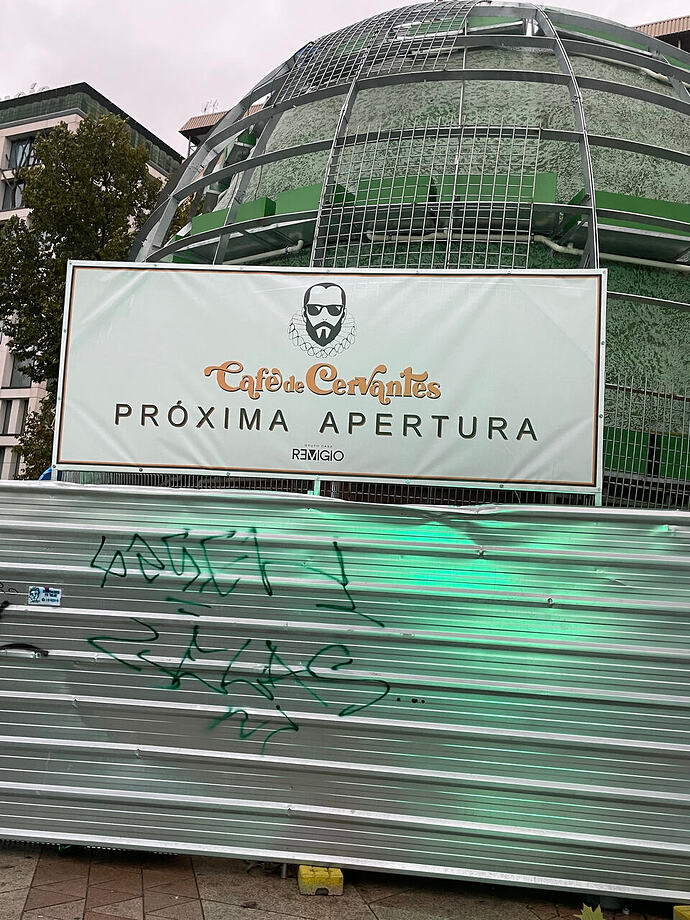 Café de Cervantes
PRÓXIMA APERTURA
GRUPO CASA
REMIGIO